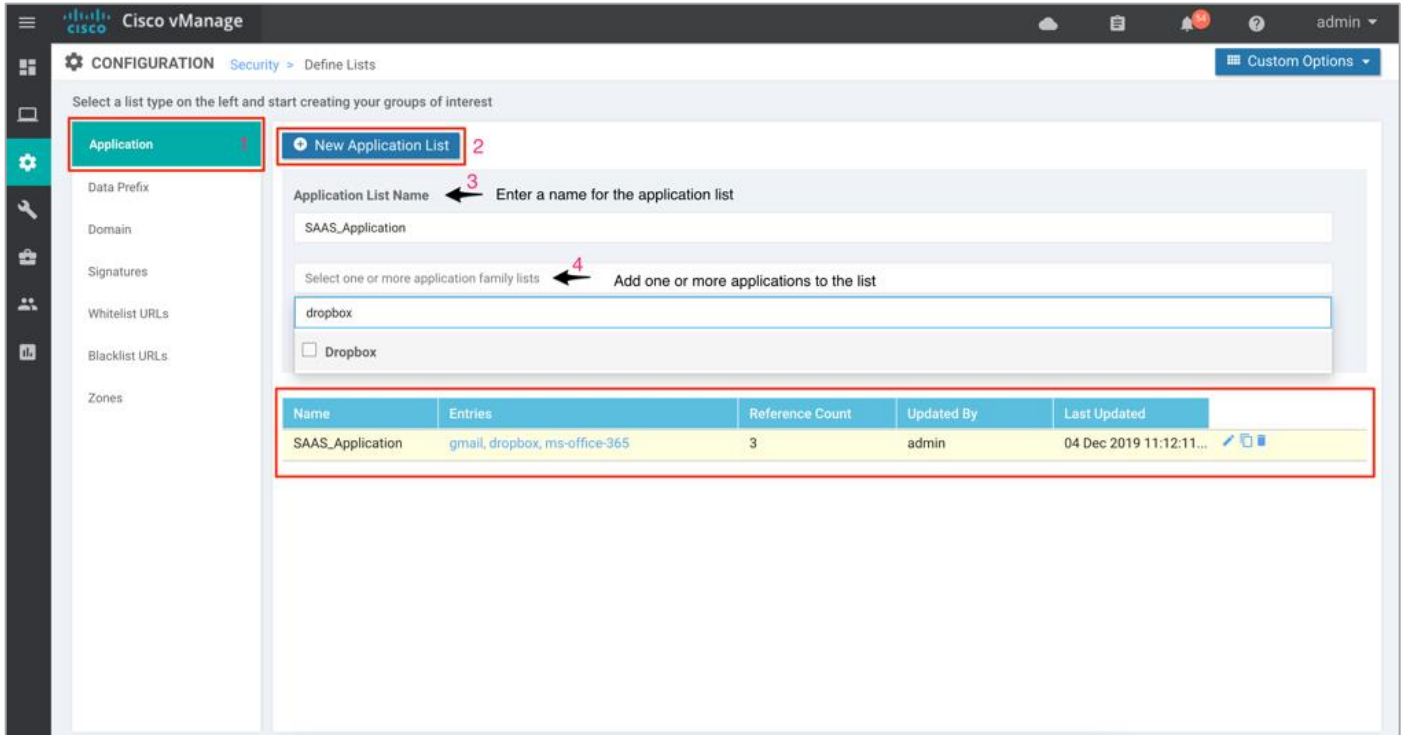 cisco Cisco vManage 54 admin
CONFIGURATION Security > Define Lists Custom Options
Select a list type on the left and start creating your groups of interest
Application 1
Data Prefix
Domain
Signatures
Whitelist URLs
Blacklist URLs
Zones
New Application List 2
Application List Name 3 Enter a name for the application list
SAAS_Application
Select one or more application family lists 4 Add one or more applications to the list
dropbox
Dropbox
Name Entries Reference Count Updated By Last Updated
SAAS_Application gmail, dropbox, ms-office-365 3 admin 04 Dec 2019 11:12:11...